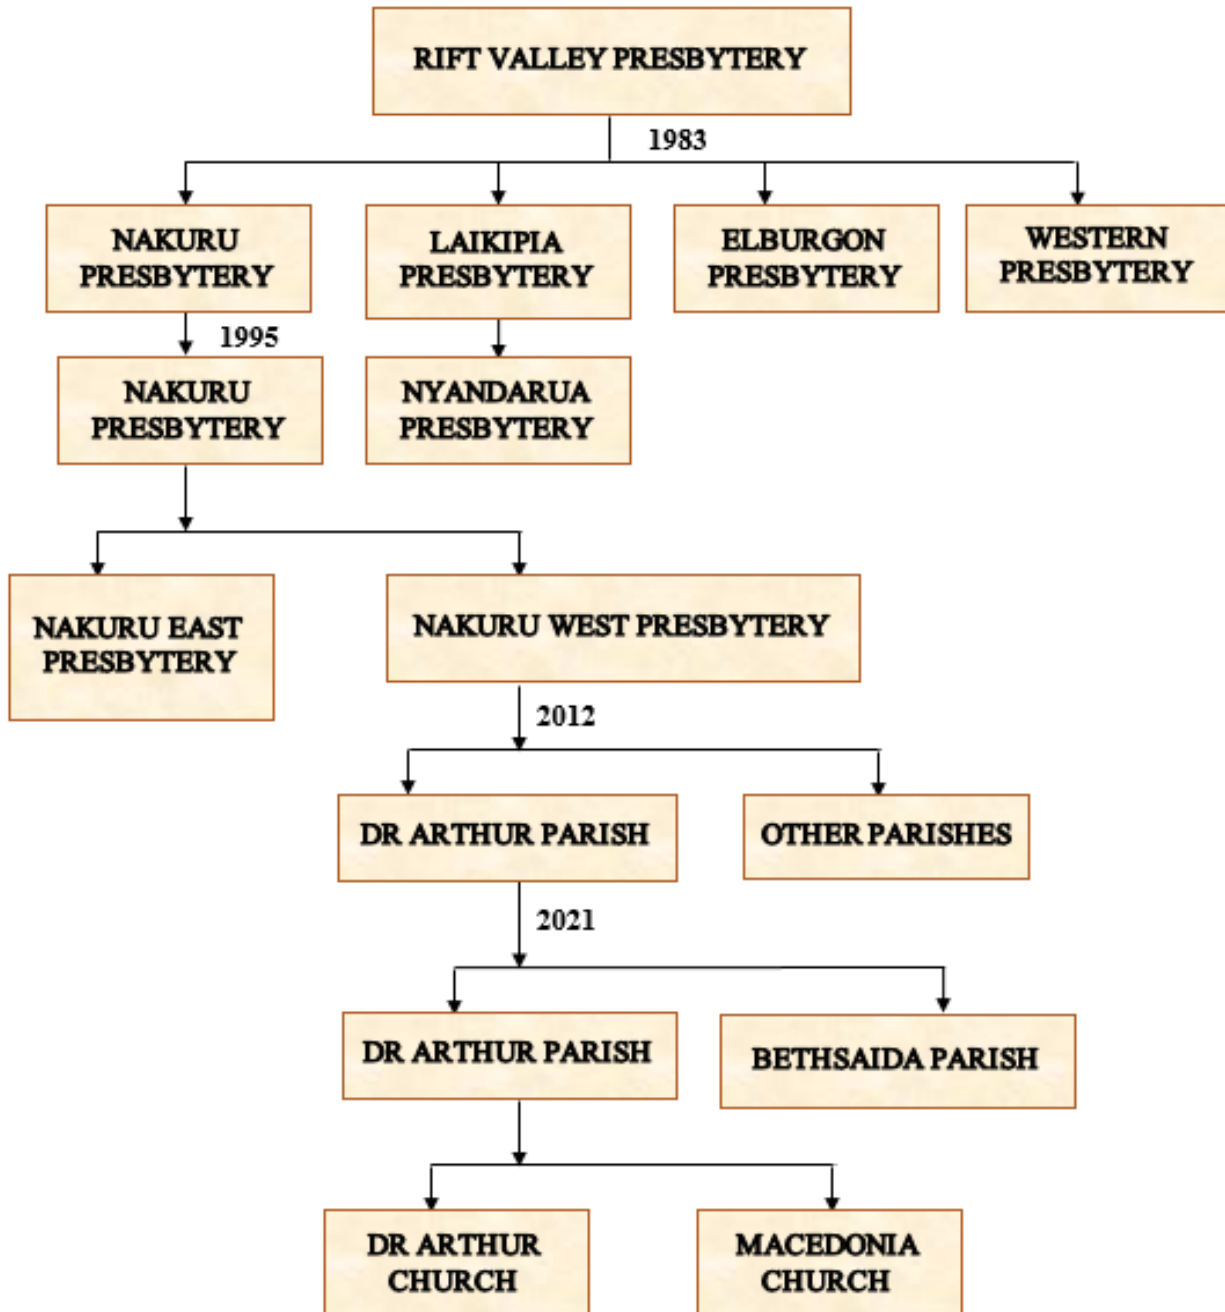 RIFT VALLEY PRESBYTERY
1983
NAKURU
PRESBYTERY
LAIKIPIA
PRESBYTERY
ELBURGON
PRESBYTERY
WESTERN
PRESBYTERY
1995
NAKURU
PRESBYTERY
NYANDARUA
PRESBYTERY
NAKURU EAST
PRESBYTERY
NAKURU WEST PRESBYTERY
2012
DR ARTHUR PARISH
OTHER PARISHES
2021
DR ARTHUR PARISH
BETHSAIDA PARISH
DR ARTHUR
CHURCH
MACEDONIA
CHURCH